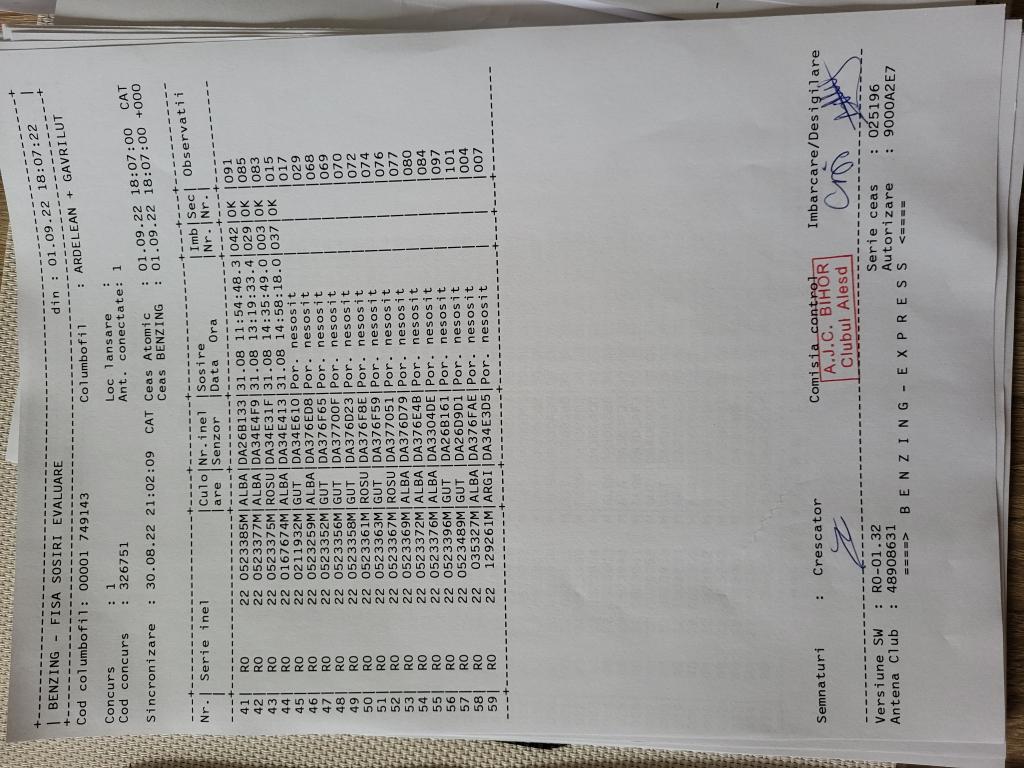 +--------------------------------------------------------------------------+
| BENZING - FISA SOSIRI EVALUARE din : 01.09.22 18:07:22 |
+--------------------------------------------------------------------------+
Cod columbofil: 00001 749143 Columbofil : ARDELEAN + GAVRILUT
Concurs : 1 Loc lansare :
Cod concurs : 326751 Ant. conectate: 1
Sincronizare : 30.08.22 21:02:09 CAT Ceas Atomic : 01.09.22 18:07:00 CAT
Ceas BENZING : 01.09.22 18:07:00 +000
Nr.| Serie inel |Culo|Nr.inel |Sosire |Imb|Sec| Observatii
| |are |Senzor |Data Ora |Nr.|Nr.|
41| RO 22 0523385M|ALBA|DA26B133|31.08 11:54:48.3|042|OK |091
42| RO 22 0523377M|ALBA|DA34E4F9|31.08 13:19:33.4|029|OK |085
43| RO 22 0523375M|ROSU|DA34E31F|31.08 14:35:49.0|003|OK |083
44| RO 22 0167674M|ALBA|DA34E413|31.08 14:58:18.0|037|OK |015
45| RO 22 0211932M|GUT |DA34E61D|Por. nesosit | | |017
46| RO 22 0523259M|ALBA|DA376ED8|Por. nesosit | | |029
47| RO 22 0523352M|GUT |DA376F65|Por. nesosit | | |068
48| RO 22 0523356M|GUT |DA37700F|Por. nesosit | | |069
49| RO 22 0523358M|GUT |DA376D23|Por. nesosit | | |070
50| RO 22 0523361M|ROSU|DA376F8E|Por. nesosit | | |072
51| RO 22 0523363M|GUT |DA376F59|Por. nesosit | | |074
52| RO 22 0523367M|ROSU|DA377051|Por. nesosit | | |076
53| RO 22 0523369M|ALBA|DA376D79|Por. nesosit | | |077
54| RO 22 0523372M|ALBA|DA376E4B|Por. nesosit | | |080
55| RO 22 0523376M|ALBA|DA3304DE|Por. nesosit | | |084
56| RO 22 0523396M|GUT |DA26B161|Por. nesosit | | |097
57| RO 22 0523489M|GUT |DA26D9D1|Por. nesosit | | |101
58| RO 22 035327M|ALBA|DA376FAE|Por. nesosit | | |004
59| RO 22 129261M|ARGI|DA34E3D5|Por. nesosit | | |007
Semnaturi : Crescator Comisia control Imbarcare/Desigilare
A.J.C. BIHOR
Clubul Alesd
Versiune SW : RO-01.32 Serie ceas : 025196
Antena Club : 48908631 Autorizare : 9000A2E7
====> B E N Z I N G - E X P R E S S <====